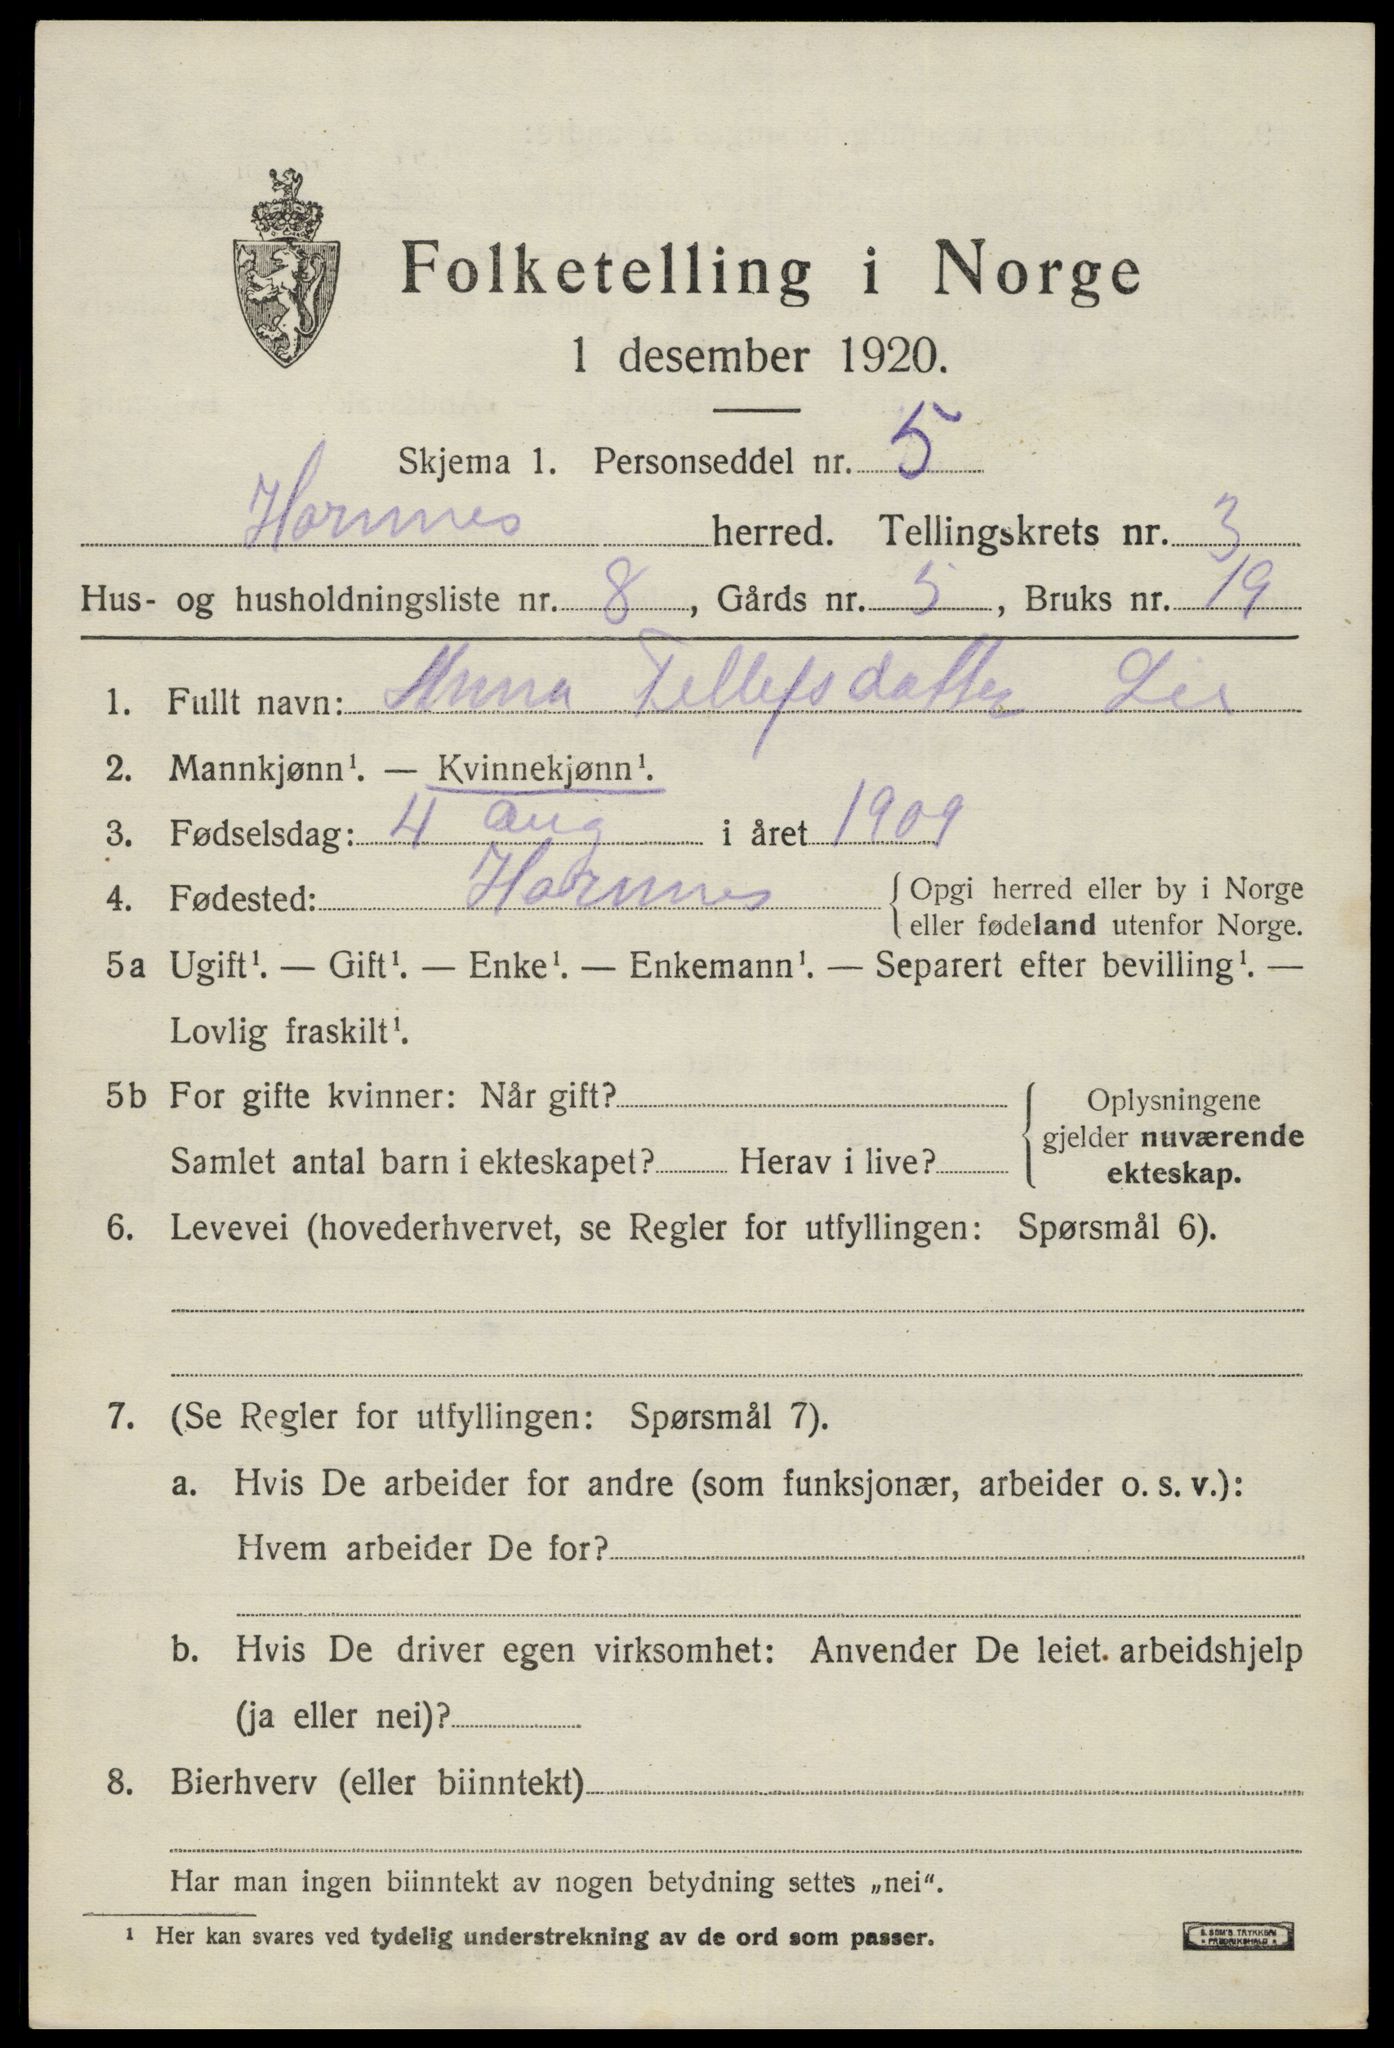 Folketelling i Norge
1 desember 1920.
Skjema 1. Personseddel nr. 5
Hornnes herred. Tellingskrets nr. 3
Hus- og husholdningsliste nr. 8, Gårds nr. 5, Bruks nr. 19
1. Fullt navn: Anna Tellefsdatter Lie
2. Mannkjønn¹. — Kvinnekjønn¹.
3. Fødselsdag: 4 aug i året 1909
4. Fødested: Hornnes { Opgi herred eller by i Norge
eller fødeland utenfor Norge.
5a Ugift¹. — Gift¹. — Enke¹. — Enkemann¹. — Separert efter bevilling¹. —
Lovlig fraskilt¹.
5b For gifte kvinner: Når gift? { Oplysningene
gjelder nuværende
Samlet antal barn i ekteskapet? Herav i live?
ekteskap.
6. Levevei (hovederhvervet, se Regler for utfyllingen: Spørsmål 6).
7. (Se Regler for utfyllingen: Spørsmål 7).
a. Hvis De arbeider for andre (som funksjonær, arbeider o. s. v.):
Hvem arbeider De for?
b. Hvis De driver egen virksomhet: Anvender De leiet arbeidshjelp
(ja eller nei)?
8. Bierhverv (eller biinntekt)
Har man ingen biinntekt av nogen betydning settes „nei“.
¹ Her kan svares ved tydelig understrekning av de ord som passer.